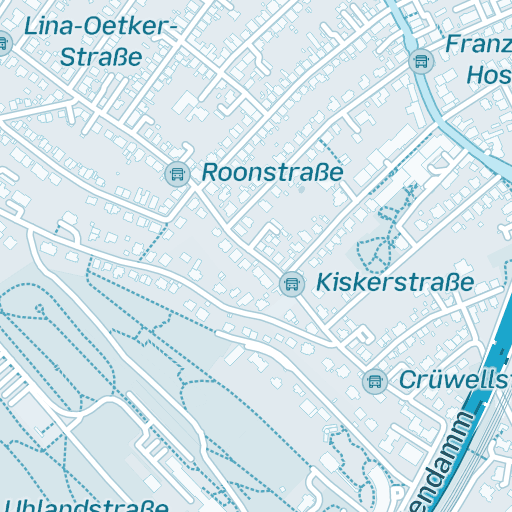 Lina-Oetker-
Straße
Franz
Hos
Roonstraße
Kiskerstraße
Crüwellst
endamm
Uhlandstraße